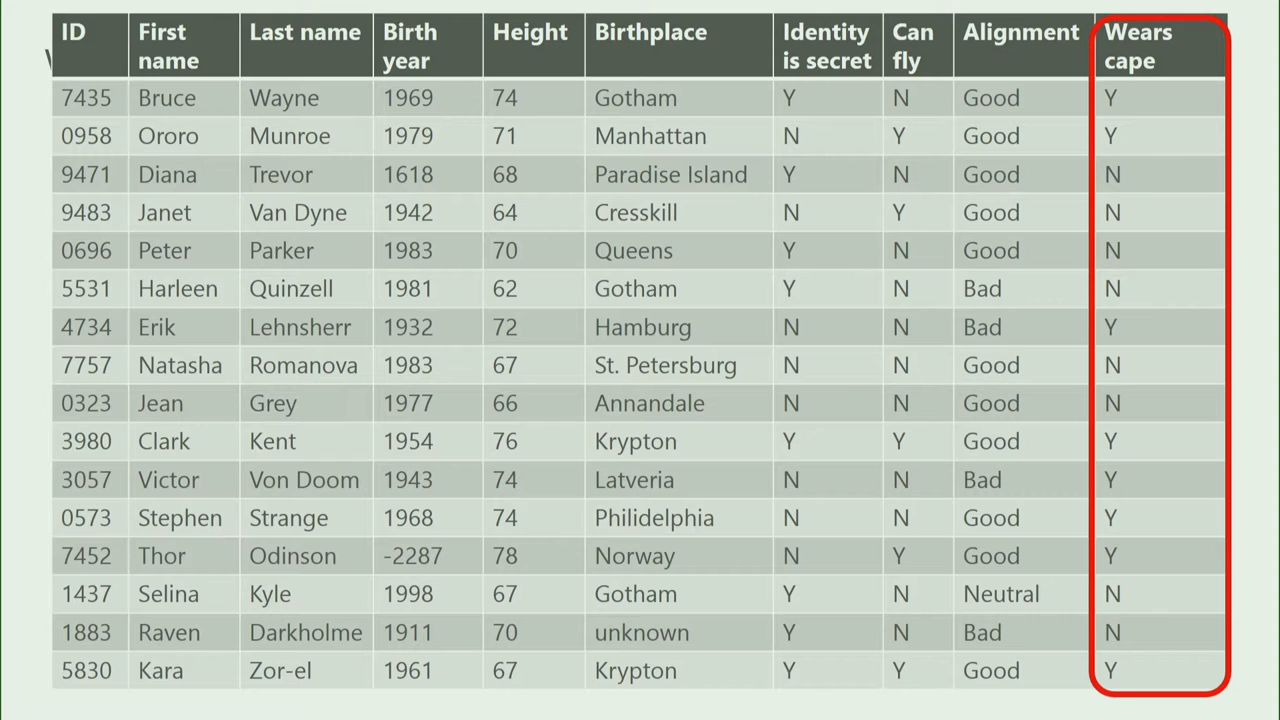 ID First name Last name Birth year Height Birthplace Identity is secret Can fly Alignment Wears cape
7435 Bruce Wayne 1969 74 Gotham Y N Good Y
0958 Ororo Munroe 1979 71 Manhattan N Y Good Y
9471 Diana Trevor 1618 68 Paradise Island Y N Good N
9483 Janet Van Dyne 1942 64 Cresskill N Y Good N
0696 Peter Parker 1983 70 Queens Y N Good N
5531 Harleen Quinzell 1981 62 Gotham Y N Bad N
4734 Erik Lehnsherr 1932 72 Hamburg N N Bad Y
7757 Natasha Romanova 1983 67 St. Petersburg N N Good N
0323 Jean Grey 1977 66 Annandale N N Good N
3980 Clark Kent 1954 76 Krypton Y Y Good Y
3057 Victor Von Doom 1943 74 Latveria N N Bad Y
0573 Stephen Strange 1968 74 Philidelphia N N Good Y
7452 Thor Odinson -2287 78 Norway N Y Good Y
1437 Selina Kyle 1998 67 Gotham Y N Neutral N
1883 Raven Darkholme 1911 70 unknown Y N Bad N
5830 Kara Zor-el 1961 67 Krypton Y Y Good Y